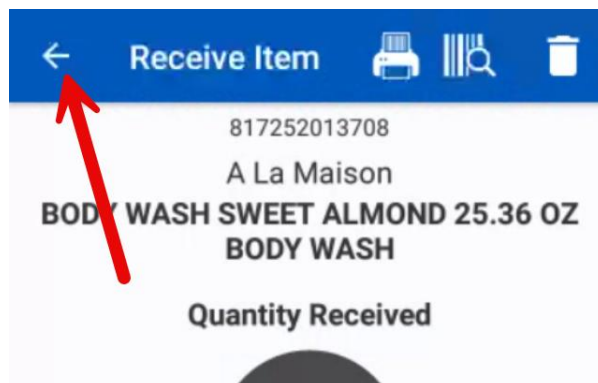 Receive Item
817252013708
A La Maison
BODY WASH SWEET ALMOND 25.36 OZ
BODY WASH
Quantity Received